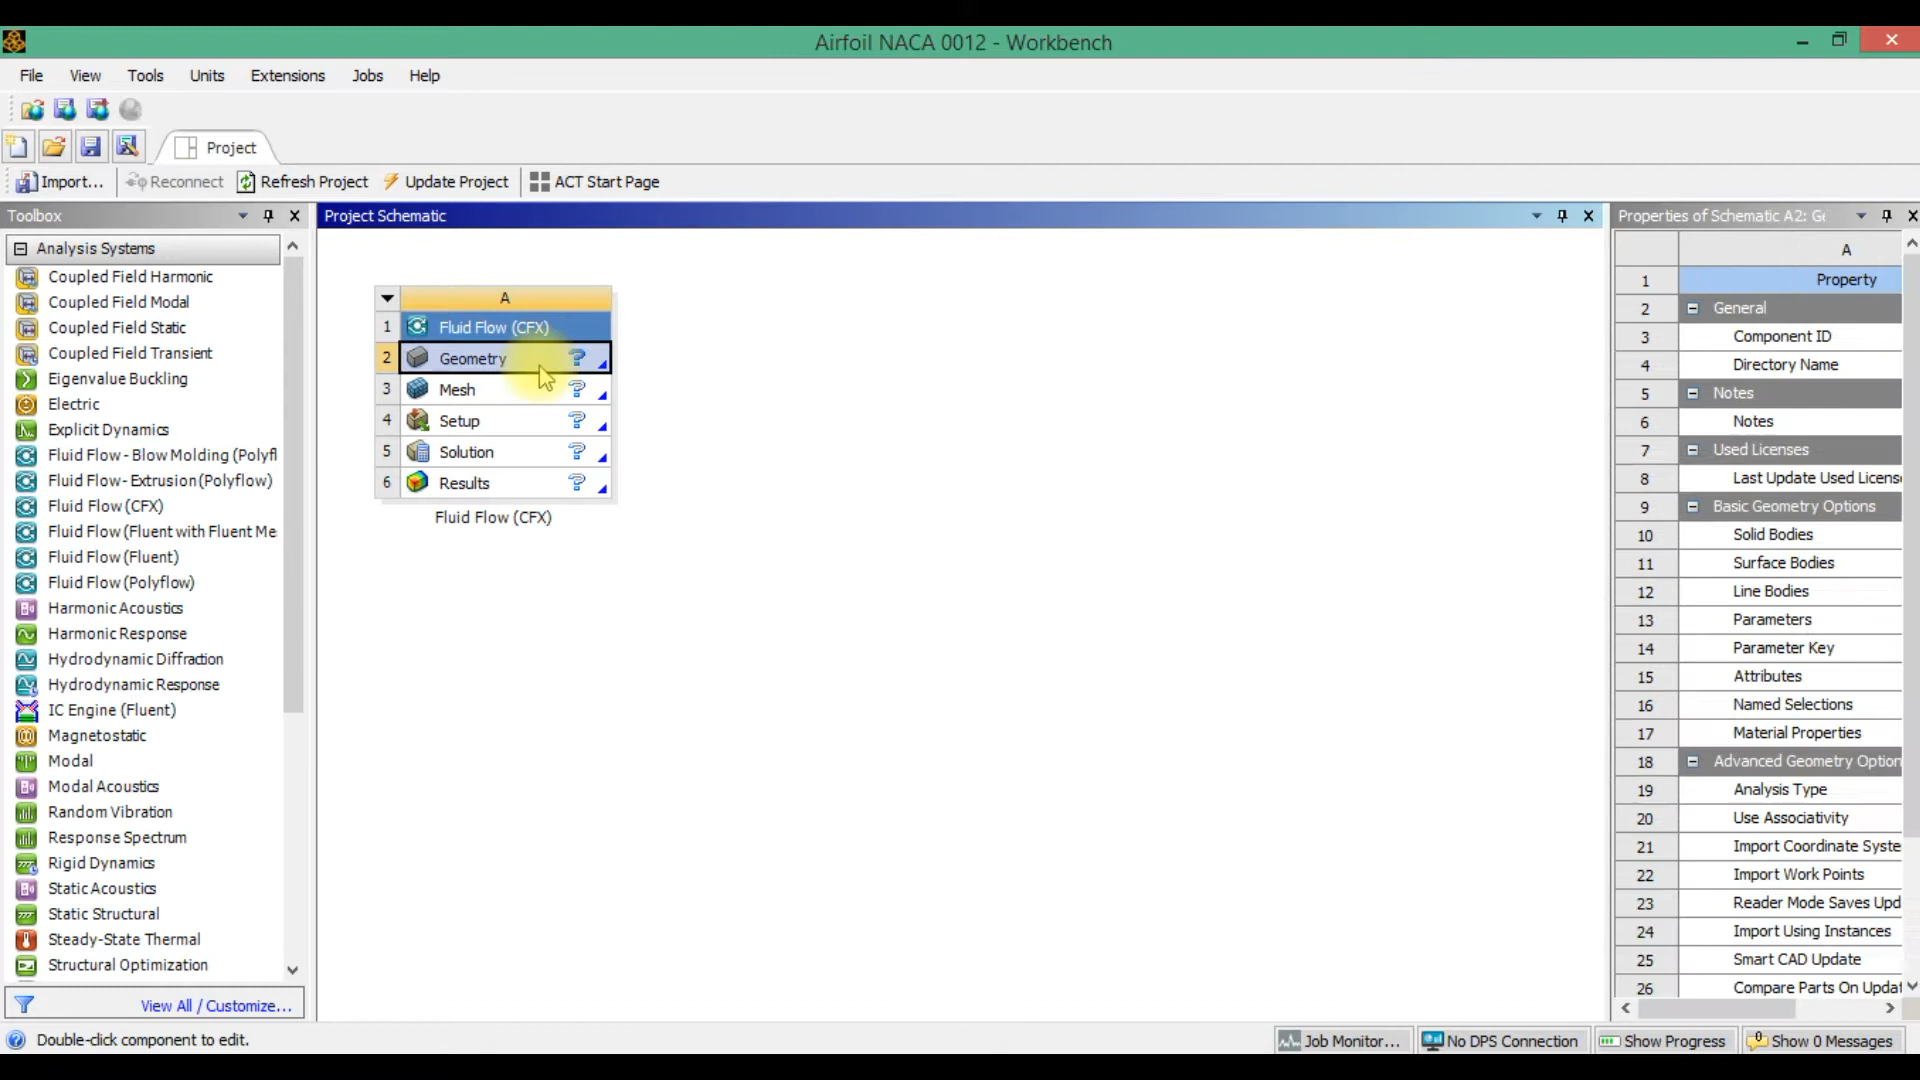 Airfoil NACA 0012 - Workbench
File View Tools Units Extensions Jobs Help
Project
Import... Reconnect Refresh Project Update Project ACT Start Page
Toolbox
Project Schematic
Properties of Schematic A2: Ge
Analysis Systems
Coupled Field Harmonic
Coupled Field Modal
Coupled Field Static
Coupled Field Transient
Eigenvalue Buckling
Electric
Explicit Dynamics
Fluid Flow - Blow Molding (Polyfl
Fluid Flow- Extrusion (Polyflow)
Fluid Flow (CFX)
Fluid Flow (Fluent with Fluent Me
Fluid Flow (Fluent)
Fluid Flow (Polyflow)
Harmonic Acoustics
Harmonic Response
Hydrodynamic Diffraction
Hydrodynamic Response
IC Engine (Fluent)
Magnetostatic
Modal
Modal Acoustics
Random Vibration
Response Spectrum
Rigid Dynamics
Static Acoustics
Static Structural
Steady-State Thermal
Structural Optimization
View All / Customize...
A
1 Fluid Flow (CFX)
2 Geometry ?
3 Mesh ?
4 Setup ?
5 Solution ?
6 Results ?
Fluid Flow (CFX)
A
1 Property
2 General
3 Component ID
4 Directory Name
5 Notes
6 Notes
7 Used Licenses
8 Last Update Used License
9 Basic Geometry Options
10 Solid Bodies
11 Surface Bodies
12 Line Bodies
13 Parameters
14 Parameter Key
15 Attributes
16 Named Selections
17 Material Properties
18 Advanced Geometry Option
19 Analysis Type
20 Use Associativity
21 Import Coordinate Syste
22 Import Work Points
23 Reader Mode Saves Upd
24 Import Using Instances
25 Smart CAD Update
26 Compare Parts On Updat
Double-click component to edit.
Job Monitor... No DPS Connection Show Progress 0 Show 0 Messages